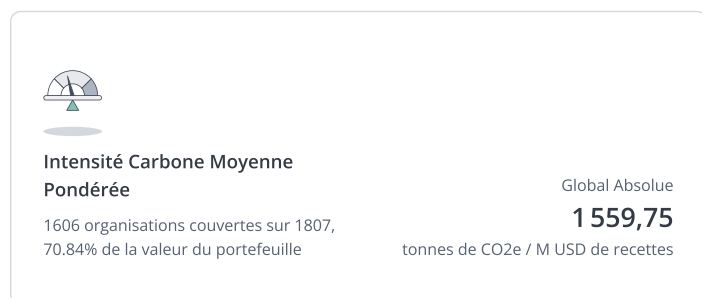 Intensité Carbone Moyenne
Pondérée
1606 organisations couvertes sur 1807,
70.84% de la valeur du portefeuille
Global Absolue
1 559,75
tonnes de CO2e / M USD de recettes